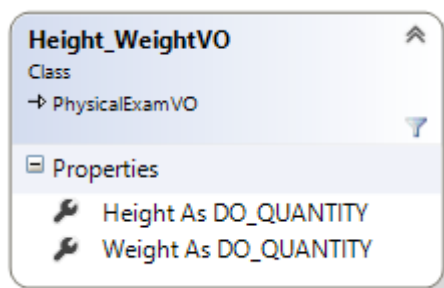 Height_WeightVO
Class
PhysicalExamVO
Properties
Height As DO_QUANTITY
Weight As DO_QUANTITY